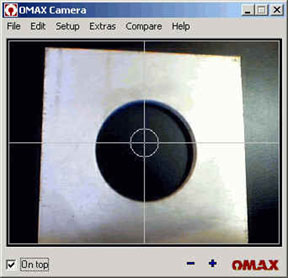 OMAX Camera
File Edit Setup Extras Compare Help
On top
OMAX